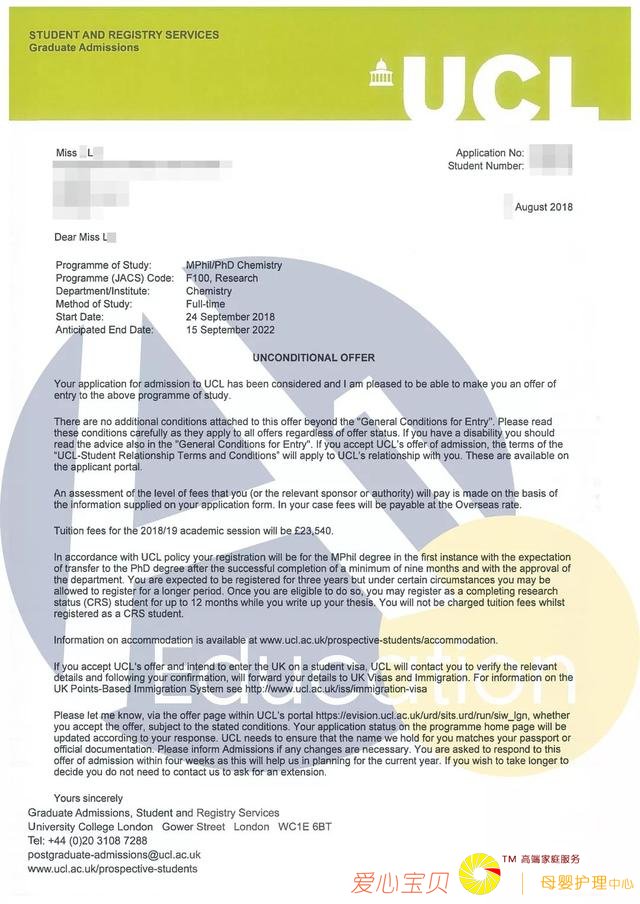 STUDENT AND REGISTRY SERVICES
Graduate Admissions
UCL
Miss L
Application No:
Student Number:
August 2018
Dear Miss L
Programme of Study: MPhil/PhD Chemistry
Programme (JACS) Code: F100, Research
Department/Institute: Chemistry
Method of Study: Full-time
Start Date: 24 September 2018
Anticipated End Date: 15 September 2022
UNCONDITIONAL OFFER
Your application for admission to UCL has been considered and I am pleased to be able to make you an offer of
entry to the above programme of study.
There are no additional conditions attached to this offer beyond the "General Conditions for Entry". Please read
these conditions carefully as they apply to all offers regardless of offer status. If you have a disability you should
read the advice also in the "General Conditions for Entry". If you accept UCL's offer of admission, the terms of the
"UCL-Student Relationship Terms and Conditions" will apply to UCL's relationship with you. These are available on
the applicant portal.
An assessment of the level of fees that you (or the relevant sponsor or authority) will pay is made on the basis of
the information supplied on your application form. In your case fees will be payable at the Overseas rate.
Tuition fees for the 2018/19 academic session will be £23,540.
In accordance with UCL policy your registration will be for the MPhil degree in the first instance with the expectation
of transfer to the PhD degree after the successful completion of a minimum of nine months and with the approval of
the department. You are expected to be registered for three years but under certain circumstances you may be
allowed to register for a longer period. Once you are eligible to do so, you may register as a completing research
status (CRS) student for up to 12 months while you write up your thesis. You will not be charged tuition fees whilst
registered as a CRS student.
Information on accommodation is available at www.ucl.ac.uk/prospective-students/accommodation.
If you accept UCL's offer and intend to enter the UK on a student visa, UCL will contact you to verify the relevant
details and following your confirmation, will forward your details to UK Visas and Immigration. For information on the
UK Points-Based Immigration System see http://www.ucl.ac.uk/iss/immigration-visa
Education
Please let me know, via the offer page within UCL's portal https://evision.ucl.ac.uk/urd/sits.urd/run/siw_lgn, whether
you accept the offer, subject to the stated conditions. Your application status on the programme home page will be
updated according to your response. UCL needs to ensure that the name we hold for you matches your passport or
official documentation. Please inform Admissions if any changes are necessary. You are asked to respond to this
offer of admission within four weeks as this will help us in planning for the current year. If you wish to take longer to
decide you do not need to contact us to ask for an extension.
Yours sincerely
Graduate Admissions, Student and Registry Services
University College London Gower Street London WC1E 6BT
Tel: +44 (0)20 3108 7288
postgraduate-admissions@ucl.ac.uk
www.ucl.ac.uk/prospective-students
爱心宝贝
TM 高端家庭服务
母婴护理中心